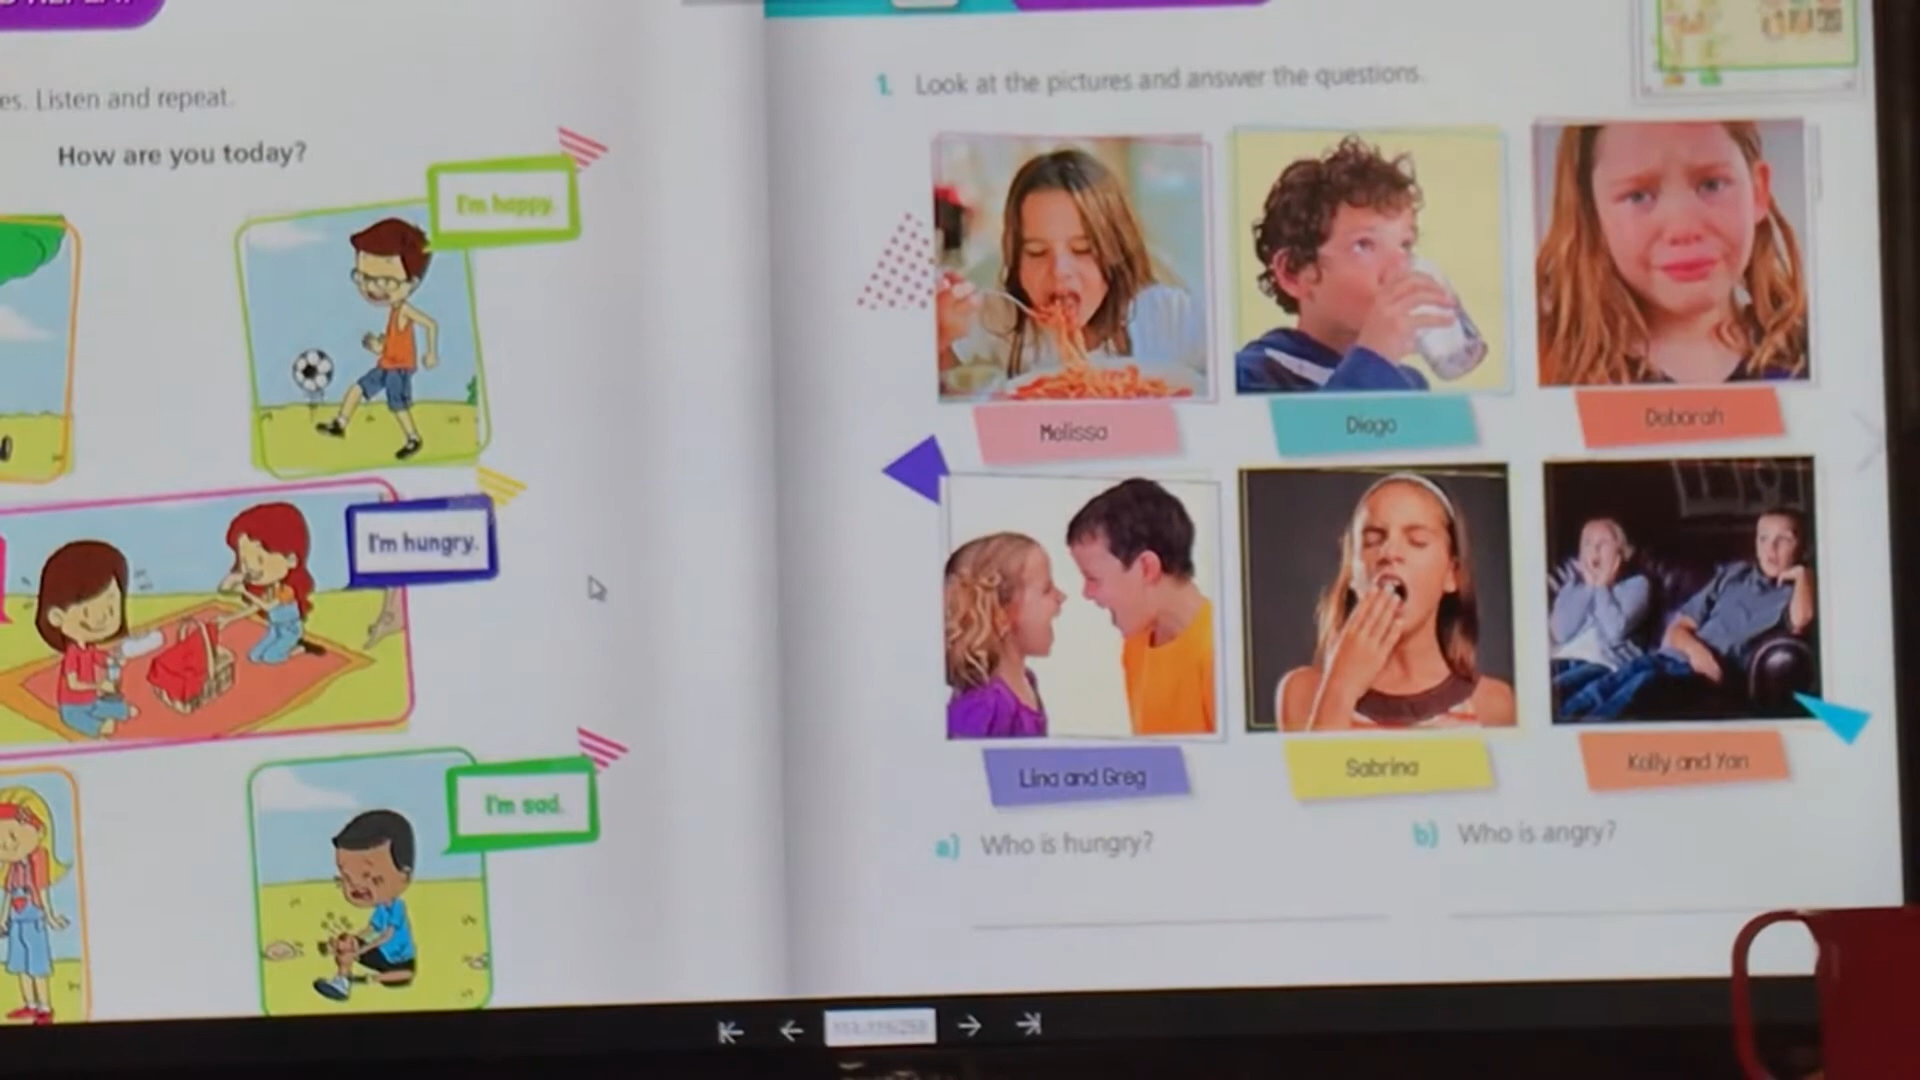 REPEAT
es. Listen and repeat.
How are you today?
I'm happy.
I'm hungry.
I'm sad.
1. Look at the pictures and answer the questions.
Melissa
Diego
Deborah
Lina and Greg
Sabrina
Kelly and Yan
a) Who is hungry?
b) Who is angry?